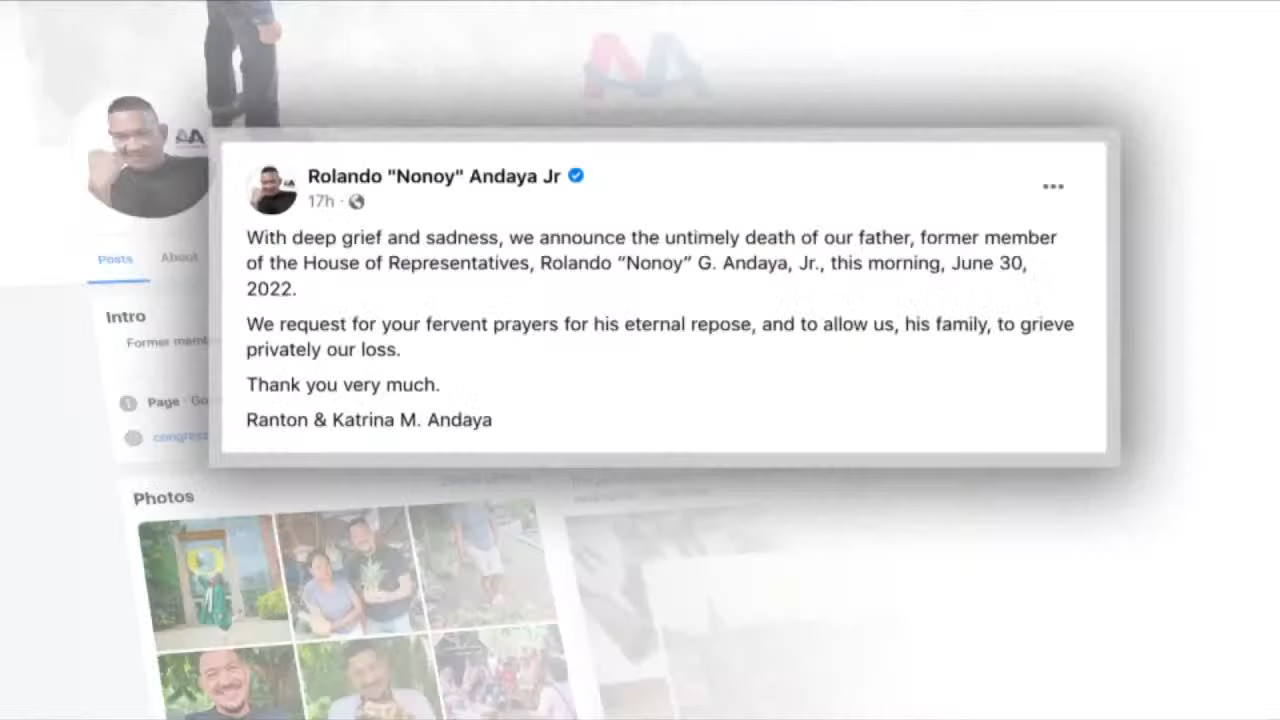 AA
Rolando "Nonoy" Andaya Jr
17h ·
With deep grief and sadness, we announce the untimely death of our father, former member
of the House of Representatives, Rolando “Nonoy” G. Andaya, Jr., this morning, June 30,
2022.
We request for your fervent prayers for his eternal repose, and to allow us, his family, to grieve
privately our loss.
Thank you very much.
Ranton & Katrina M. Andaya
Posts About
Intro
Former memb
Page · Go
congress
Photos